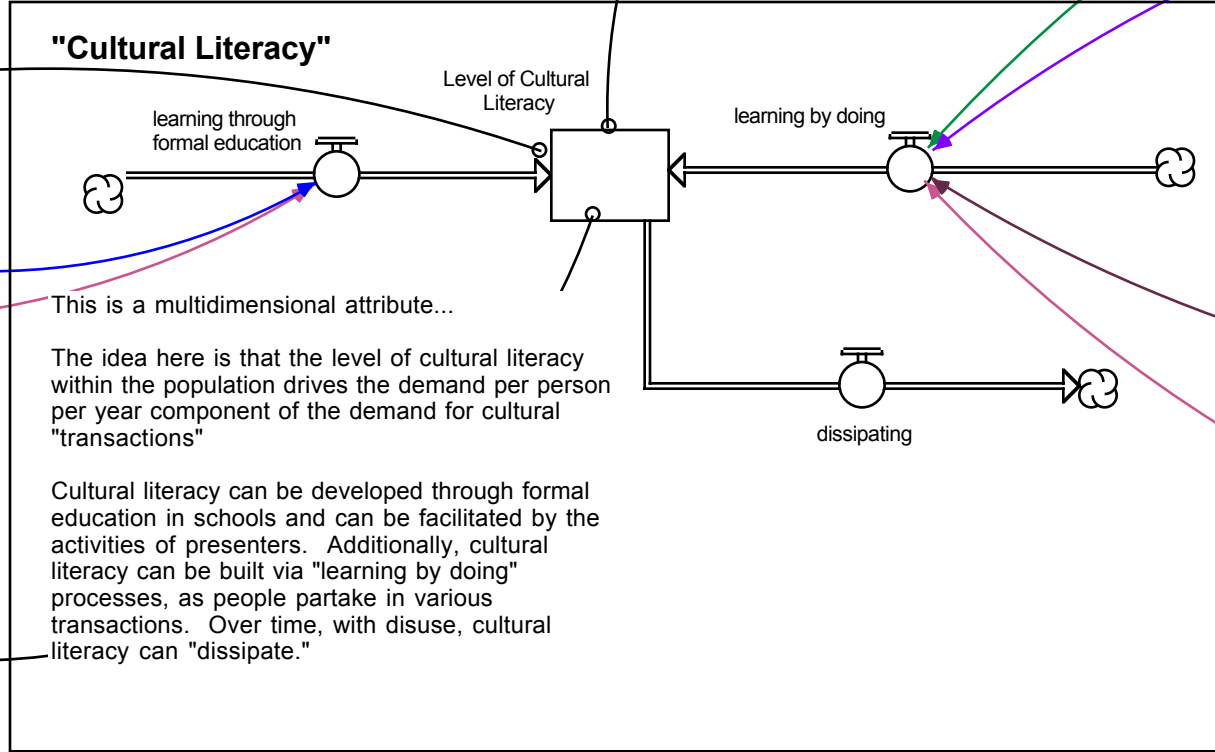 "Cultural Literacy"
Level of Cultural
Literacy
learning through
formal education
learning by doing
This is a multidimensional attribute...
The idea here is that the level of cultural literacy
within the population drives the demand per person
per year component of the demand for cultural
"transactions"
dissipating
Cultural literacy can be developed through formal
education in schools and can be facilitated by the
activities of presenters.  Additionally, cultural
literacy can be built via "learning by doing"
processes, as people partake in various
transactions.  Over time, with disuse, cultural
literacy can "dissipate."